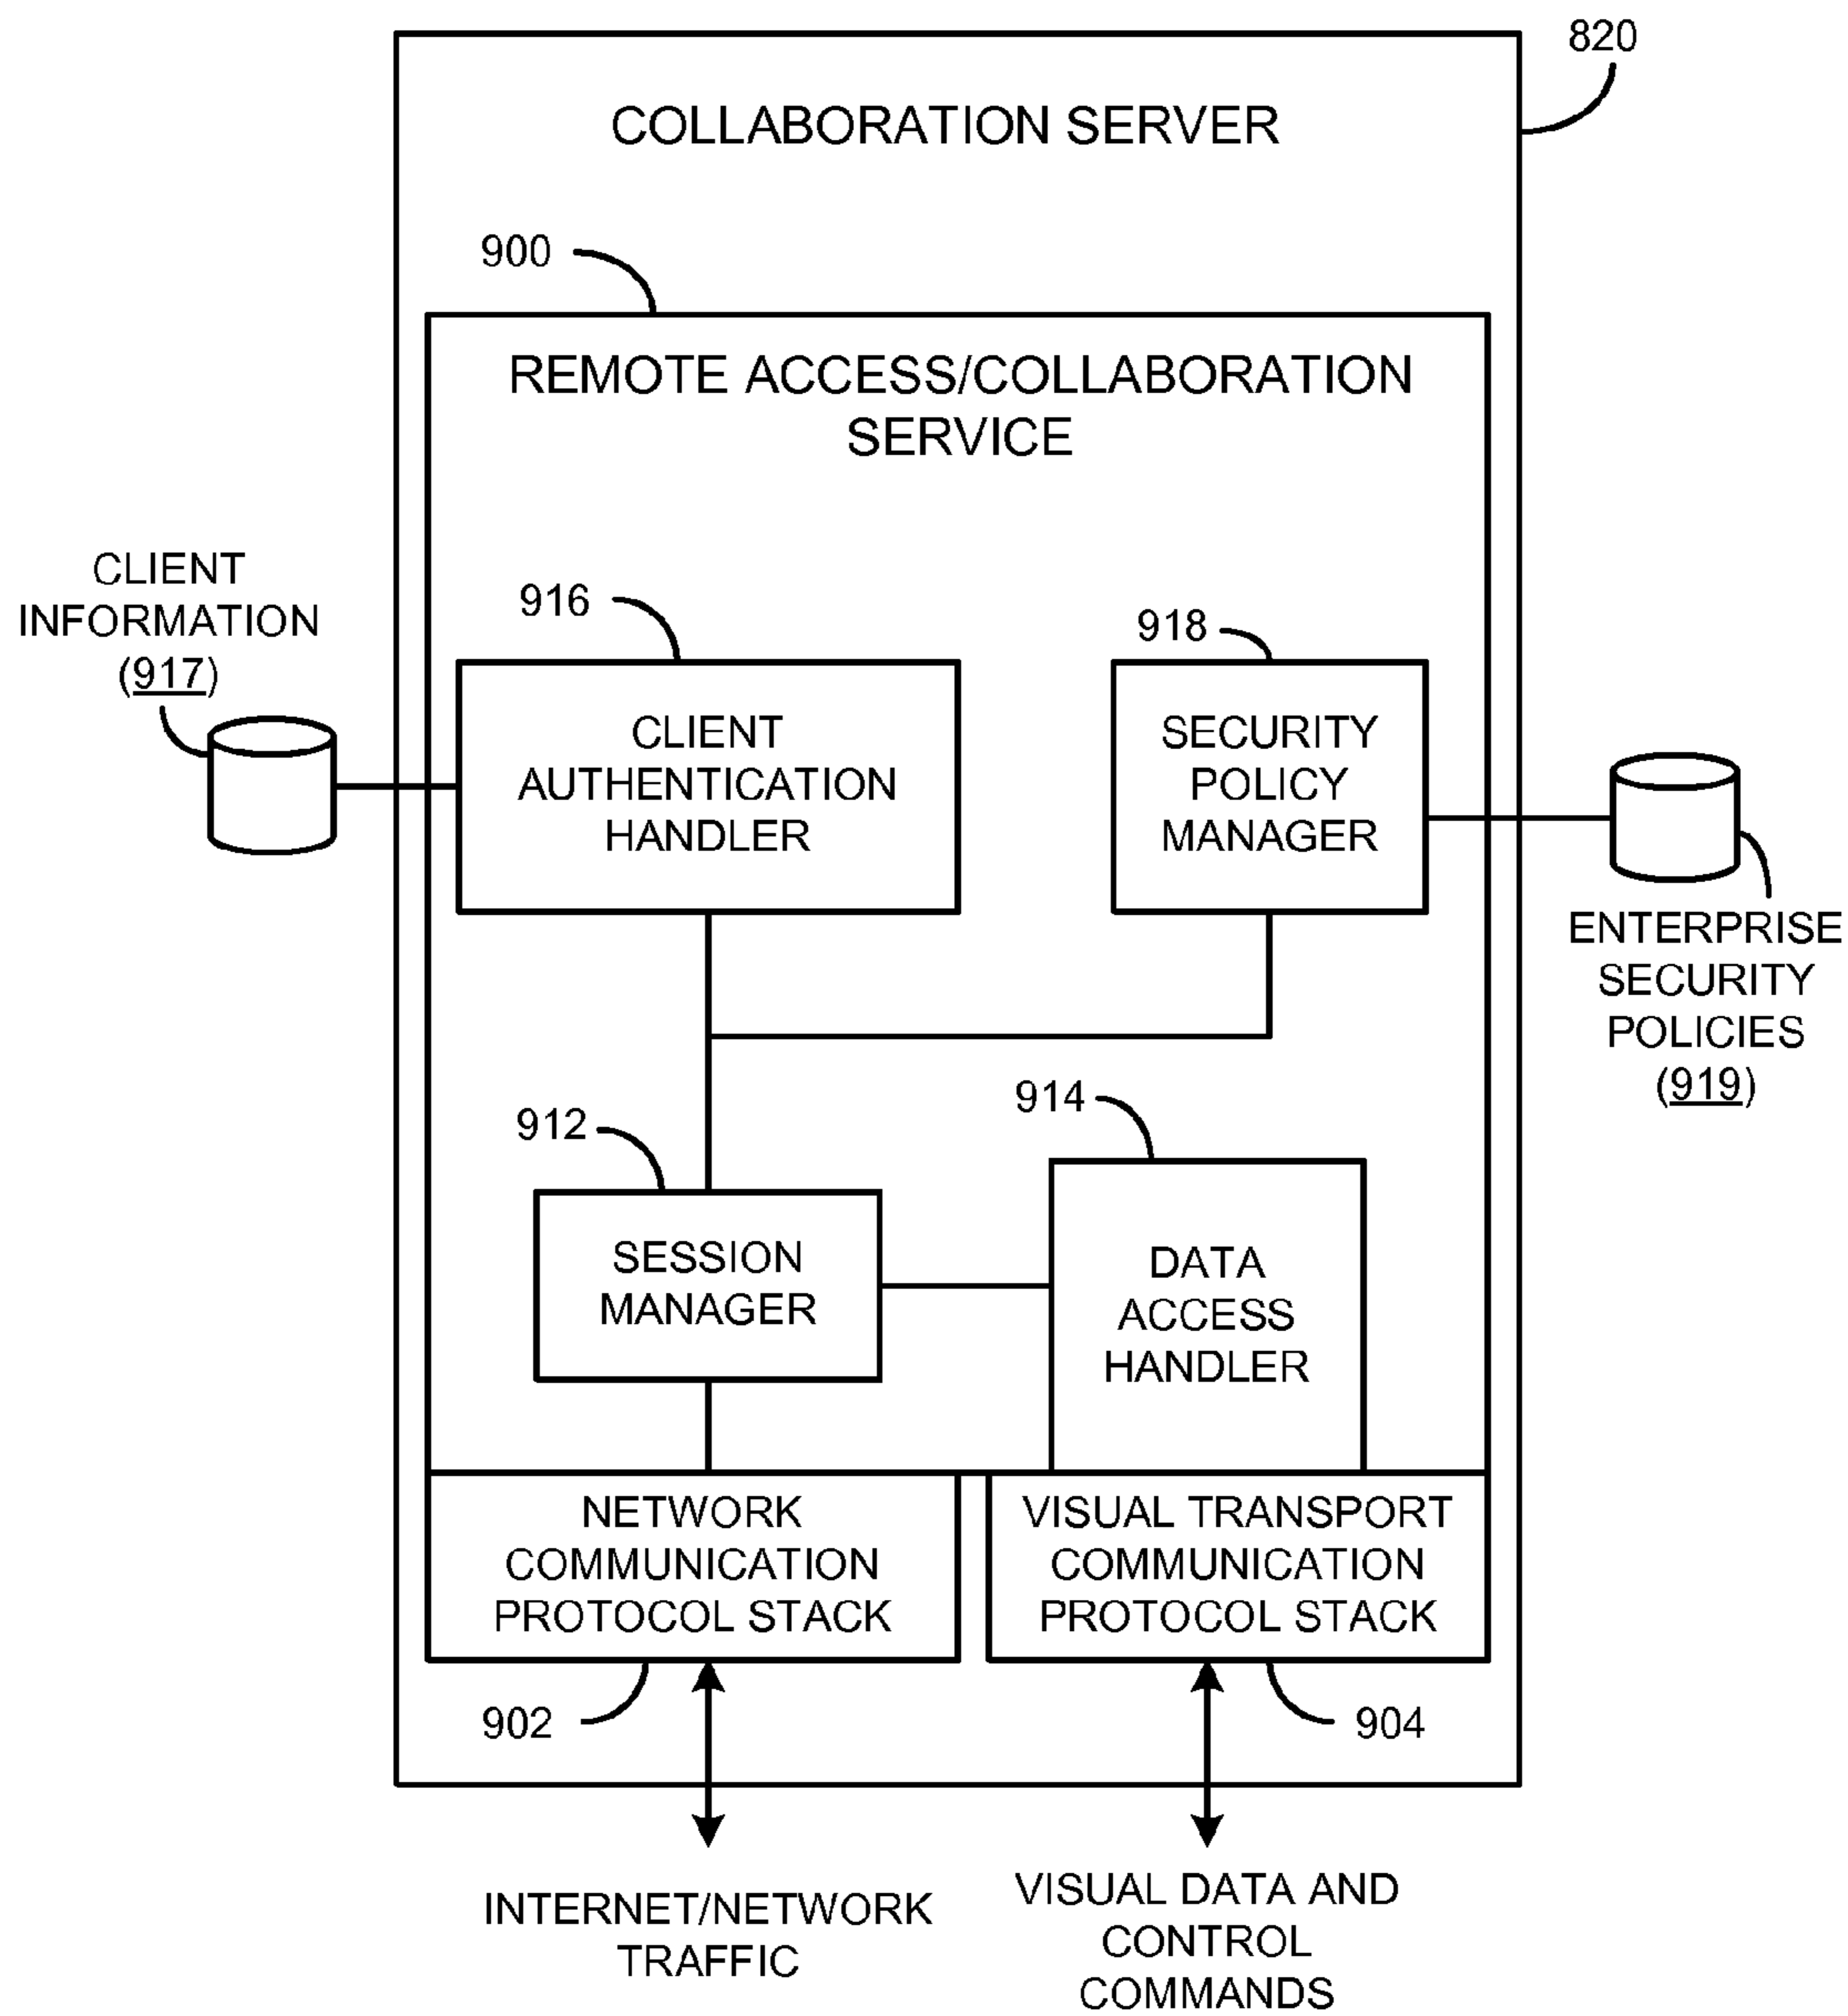 820
COLLABORATION SERVER
900
REMOTE ACCESS/COLLABORATION
SERVICE
CLIENT
INFORMATION
(917)
916
918
CLIENT
AUTHENTICATION
HANDLER
SECURITY
POLICY
MANAGER
ENTERPRISE
SECURITY
POLICIES
(919)
912
914
SESSION
MANAGER
DATA
ACCESS
HANDLER
NETWORK
COMMUNICATION
PROTOCOL STACK
VISUAL TRANSPORT
COMMUNICATION
PROTOCOL STACK
902
904
INTERNET/NETWORK
TRAFFIC
VISUAL DATA AND
CONTROL
COMMANDS